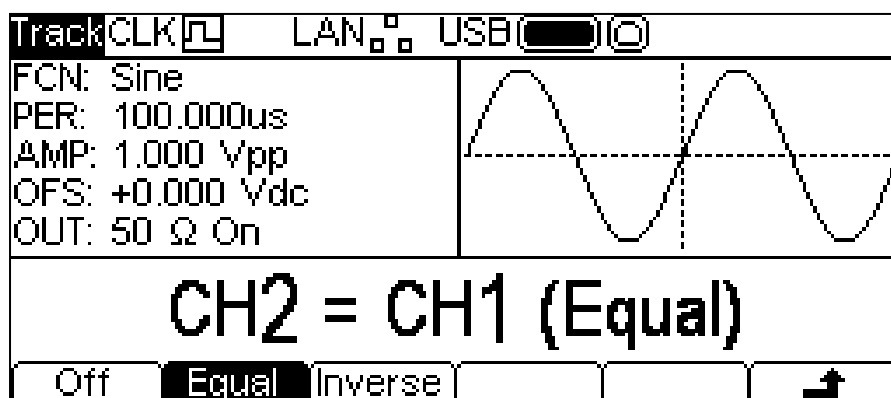 Track CLK LAN USB
FCN: Sine
PER: 100.000us
AMP: 1.000 Vpp
OFS: +0.000 Vdc
OUT: 50 Ω On
CH2 = CH1 (Equal)
Off Equal Inverse